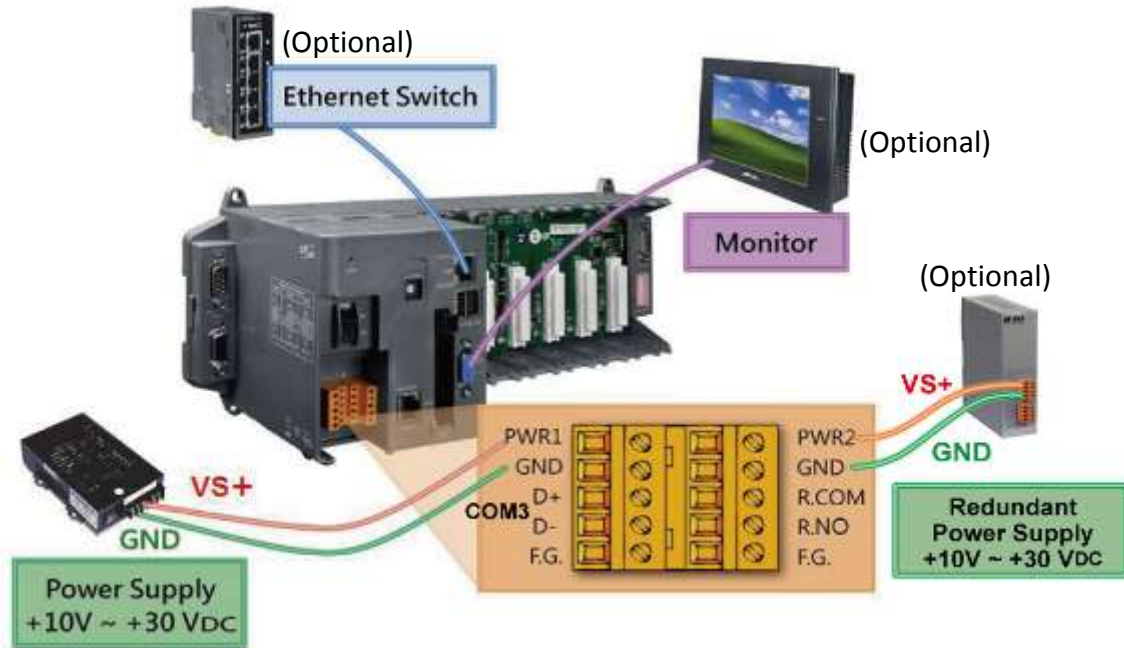 (Optional)
Ethernet Switch
(Optional)
Monitor
(Optional)
VS+
GND
Redundant
Power Supply
+10V ~ +30 VDC
PWR1
GND
D+
COM3
D-
F.G.
PWR2
GND
R.COM
R.NO
F.G.
VS+
GND
Power Supply
+10V ~ +30 VDC